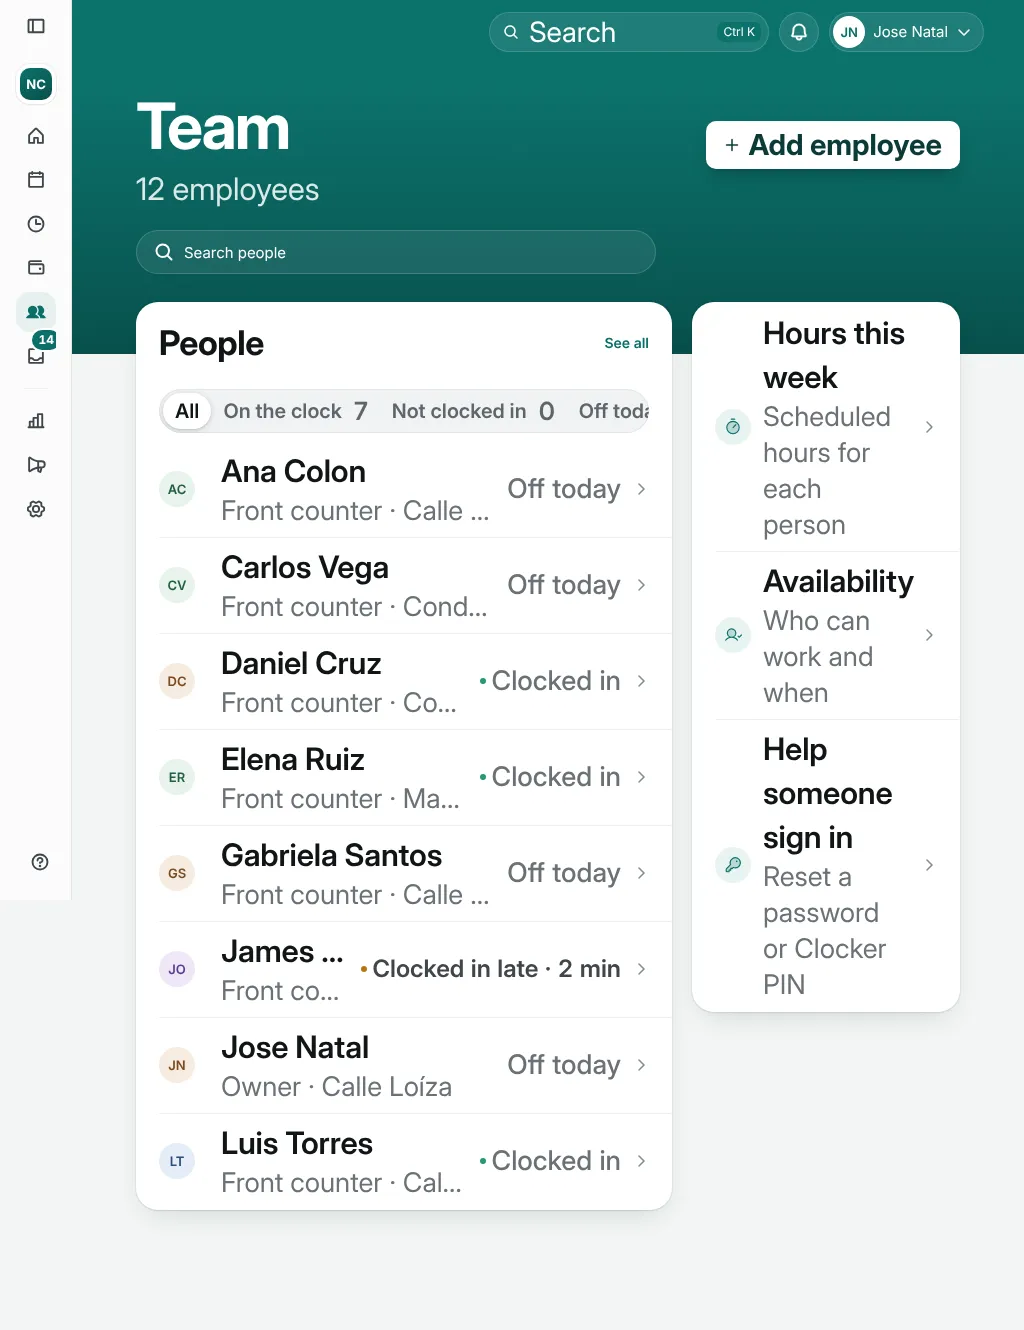 Search
Ctrl K
JN
Jose Natal
NC
Team
12 employees
+ Add employee
Search people
14
People
See all
All
On the clock 7
Not clocked in 0
Off toda
AC
Ana Colon
Front counter · Calle ...
Off today
CV
Carlos Vega
Front counter · Cond...
Off today
DC
Daniel Cruz
Front counter · Co...
Clocked in
ER
Elena Ruiz
Front counter · Ma...
Clocked in
GS
Gabriela Santos
Front counter · Calle ...
Off today
JO
James ...
Front co...
Clocked in late · 2 min
JN
Jose Natal
Owner · Calle Loíza
Off today
LT
Luis Torres
Front counter · Cal...
Clocked in
Hours this
week
Scheduled
hours for
each
person
Availability
Who can
work and
when
Help
someone
sign in
Reset a
password
or Clocker
PIN